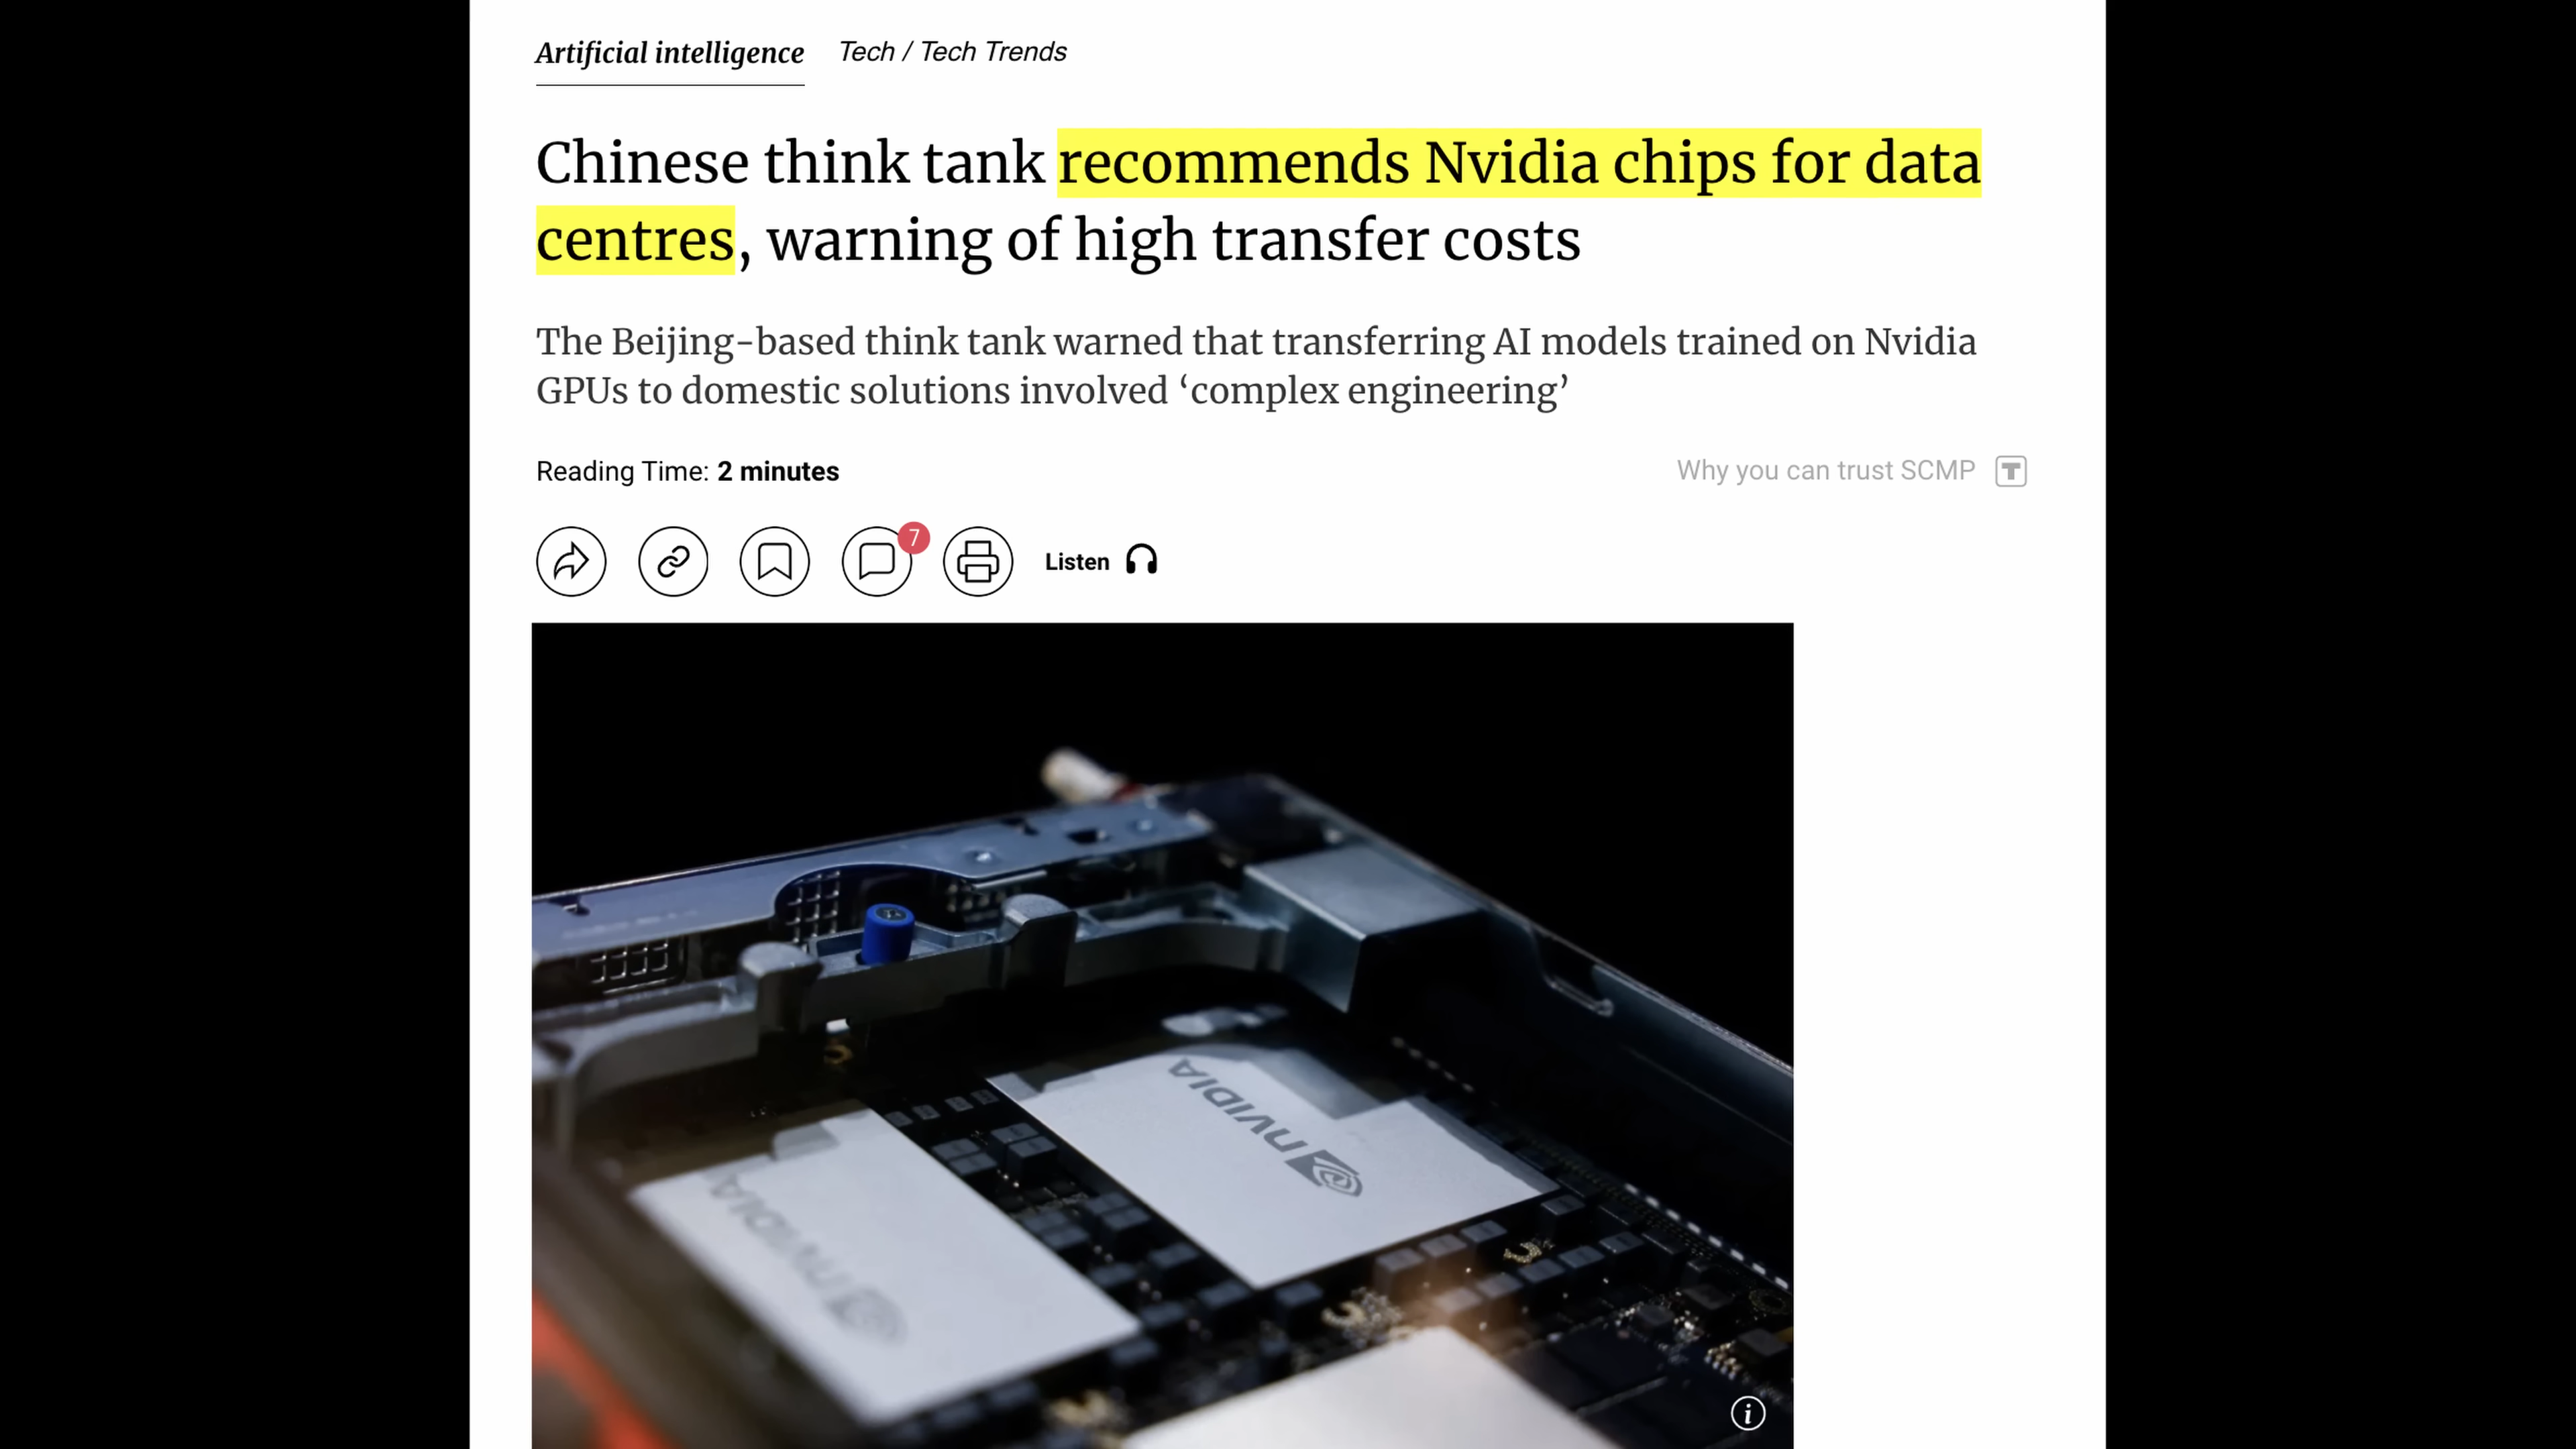 Artificial intelligence Tech / Tech Trends
Chinese think tank recommends Nvidia chips for data
centres, warning of high transfer costs
The Beijing-based think tank warned that transferring AI models trained on Nvidia
GPUs to domestic solutions involved ‘complex engineering’
Reading Time: 2 minutes
Why you can trust SCMP T
7
Listen
NVIDIA
NVIDIA
i